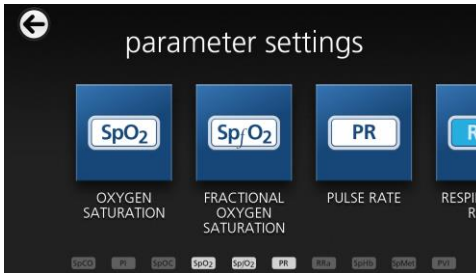 parameter settings
SpO₂
SpfO₂
PR
R
OXYGEN
SATURATION
FRACTIONAL
OXYGEN
SATURATION
PULSE RATE
RESPI
R
SpCO PI SpOC SpO₂ SpfO₂ PR RRa SpHb SpMet PVI